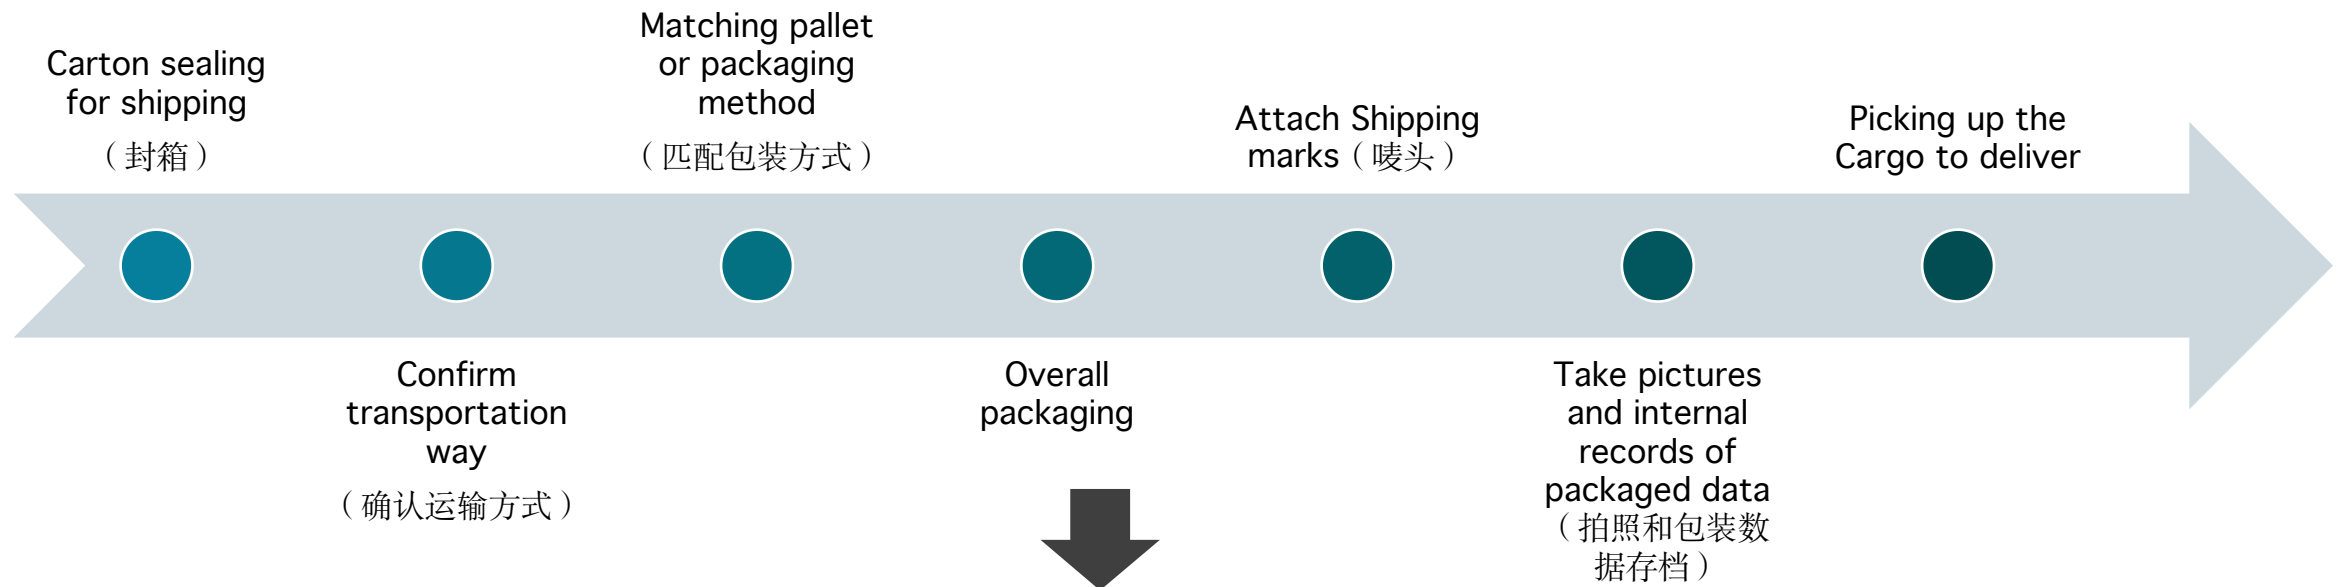 Carton sealing
for shipping
（封箱）
Confirm
transportation
way
（确认运输方式）
Matching pallet
or packaging
method
（匹配包装方式）
Overall
packaging
Attach Shipping
marks（唛头）
Take pictures
and internal
records of
packaged data
（拍照和包装数
据存档）
Picking up the
Cargo to deliver